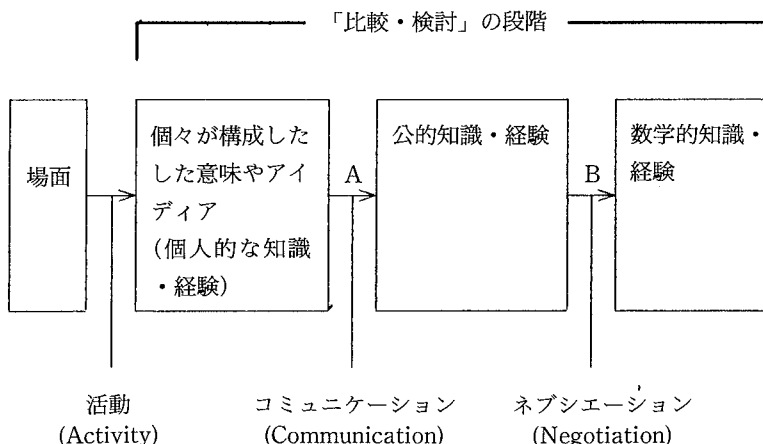 「比較・検討」の段階
場面
個々が構成した
した意味やアイ
ディア
(個人的な知識
・経験)
A
公的知識・経験
B
数学的知識・
経験
活動
(Activity)
コミュニケーション
(Communication)
ネブシエーション
(Negotiation)